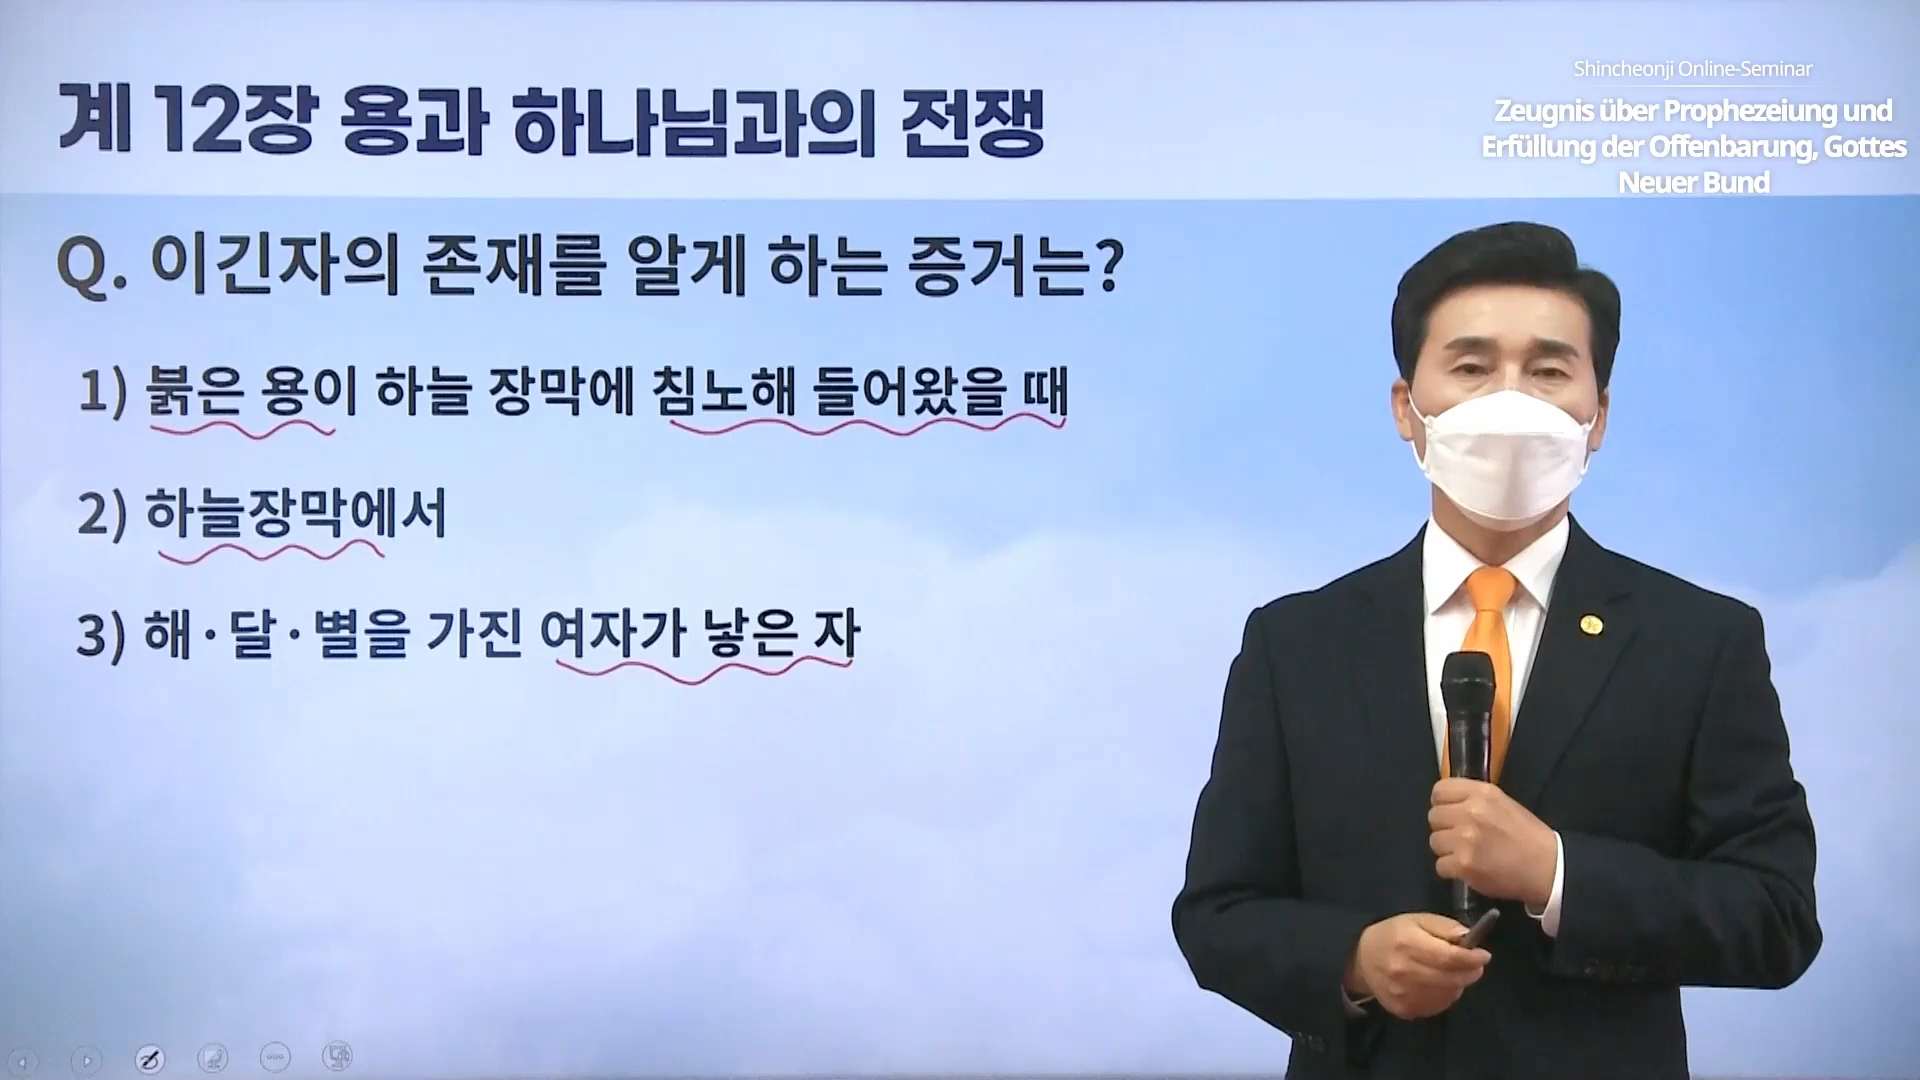 계 12장 용과 하나님과의 전쟁
Shincheonji Online-Seminar
Zeugnis über Prophezeiung und
Erfüllung der Offenbarung, Gottes
Neuer Bund
Q. 이긴자의 존재를 알게 하는 증거는?
1) 붉은 용이 하늘 장막에 침노해 들어왔을 때
2) 하늘장막에서
3) 해·달·별을 가진 여자가 낳은 자